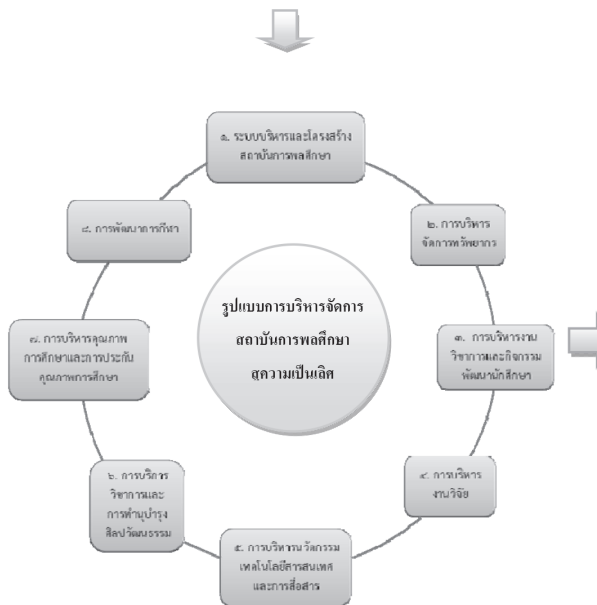 ๑. ระบบบริหารและโครงสร้าง
สถาบันการพลศึกษา
๒. การบริหาร
จัดการทรัพยากร
๓. การบริหารงาน
วิชาการและกิจกรรม
พัฒนานักศึกษา
๔. การบริหาร
งานวิจัย
๕. การบริหารนวัตกรรม
เทคโนโลยีสารสนเทศ
และการสื่อสาร
๖. การบริการ
วิชาการและ
การทำนุบำรุง
ศิลปวัฒนธรรม
๗. การบริหารคุณภาพ
การศึกษาและการประกัน
คุณภาพการศึกษา
๘. การพัฒนาการกีฬา
รูปแบบการบริหารจัดการ
สถาบันการพลศึกษา
สู่ความเป็นเลิศ